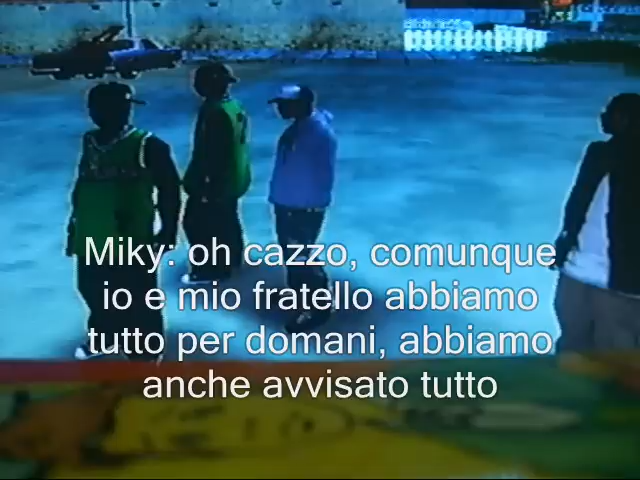 Miky: oh cazzo, comunque
io e mio fratello abbiamo
tutto per domani, abbiamo
anche avvisato tutto